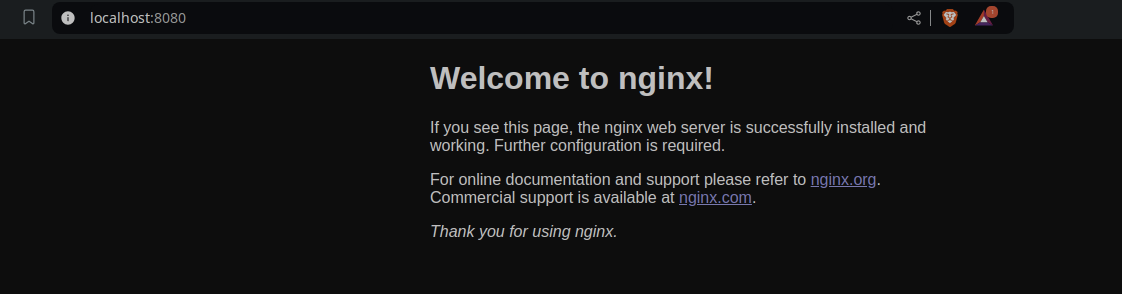 localhost:8080
Welcome to nginx!
If you see this page, the nginx web server is successfully installed and
working. Further configuration is required.
For online documentation and support please refer to nginx.org.
Commercial support is available at nginx.com.
Thank you for using nginx.